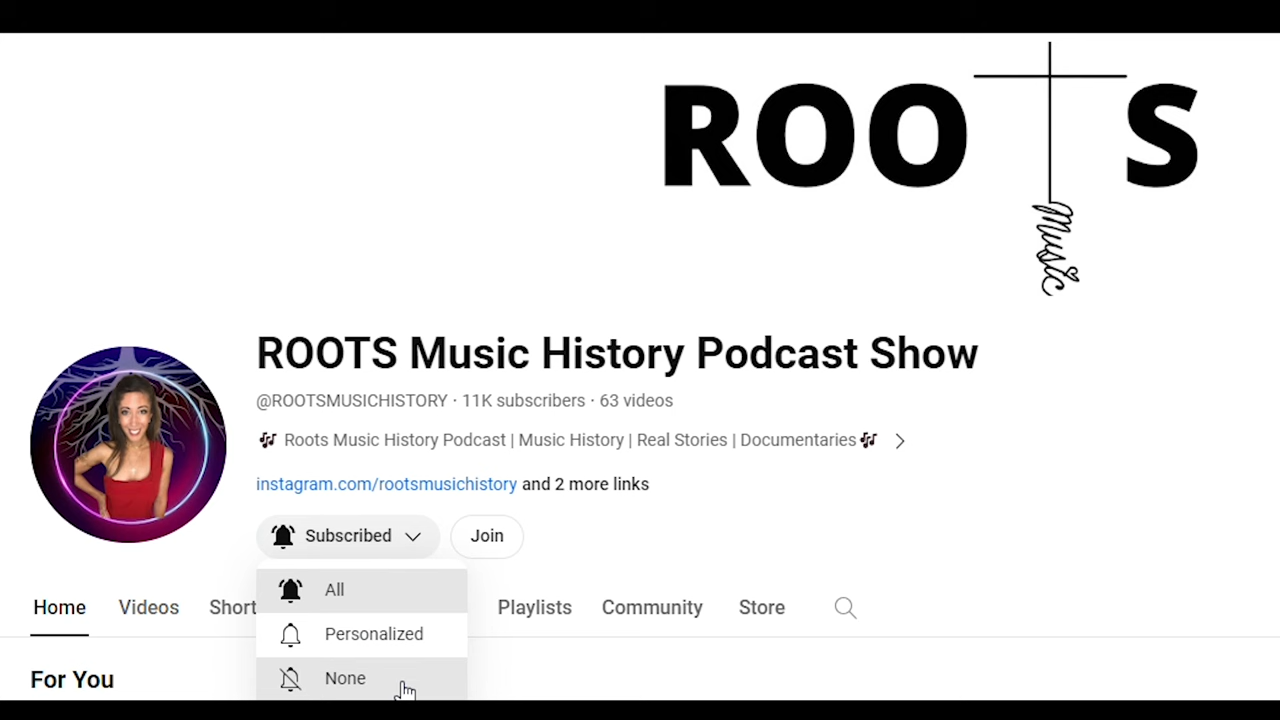 ROOTS
Music
ROOTS Music History Podcast Show
@ROOTSMUSICHISTORY · 11K subscribers · 63 videos
🎶 Roots Music History Podcast | Music History | Real Stories | Documentaries 🎶
instagram.com/rootsmusichistory and 2 more links
Subscribed Join
All
Home Videos Short Playlists Community Store
Personalized
For You None